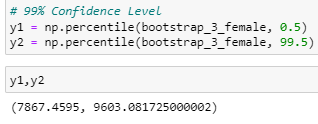 # 99% Confidence Level
y1 = np.percentile(bootstrap_3_female, 0.5)
y2 = np.percentile(bootstrap_3_female, 99.5)
y1,y2
(7867.4595, 9603.081725000002)